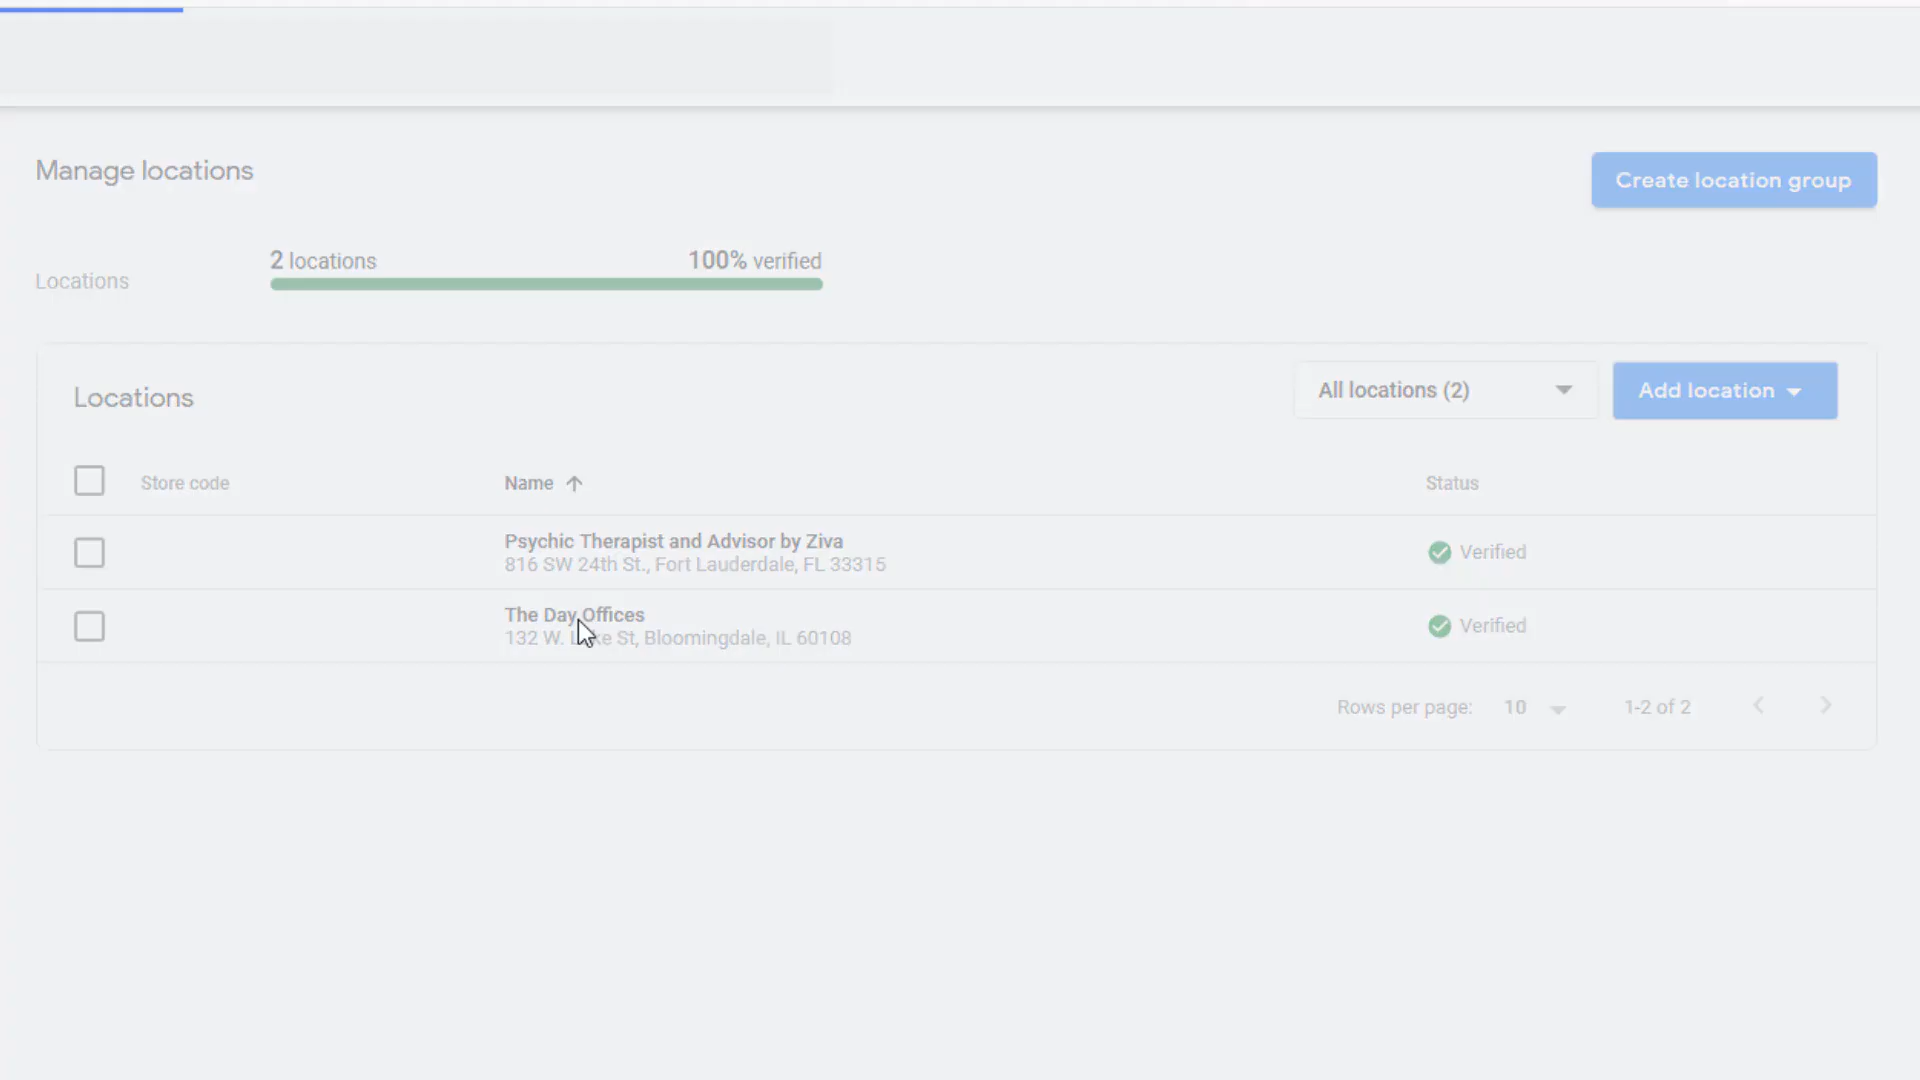 Manage locations
Create location group
Locations
2 locations
100% verified
Locations
All locations (2)
Add location
Store code
Name
Status
Psychic Therapist and Advisor by Ziva
816 SW 24th St., Fort Lauderdale, FL 33315
Verified
The Day Offices
132 W. Lake St, Bloomingdale, IL 60108
Verified
Rows per page: 10
1-2 of 2